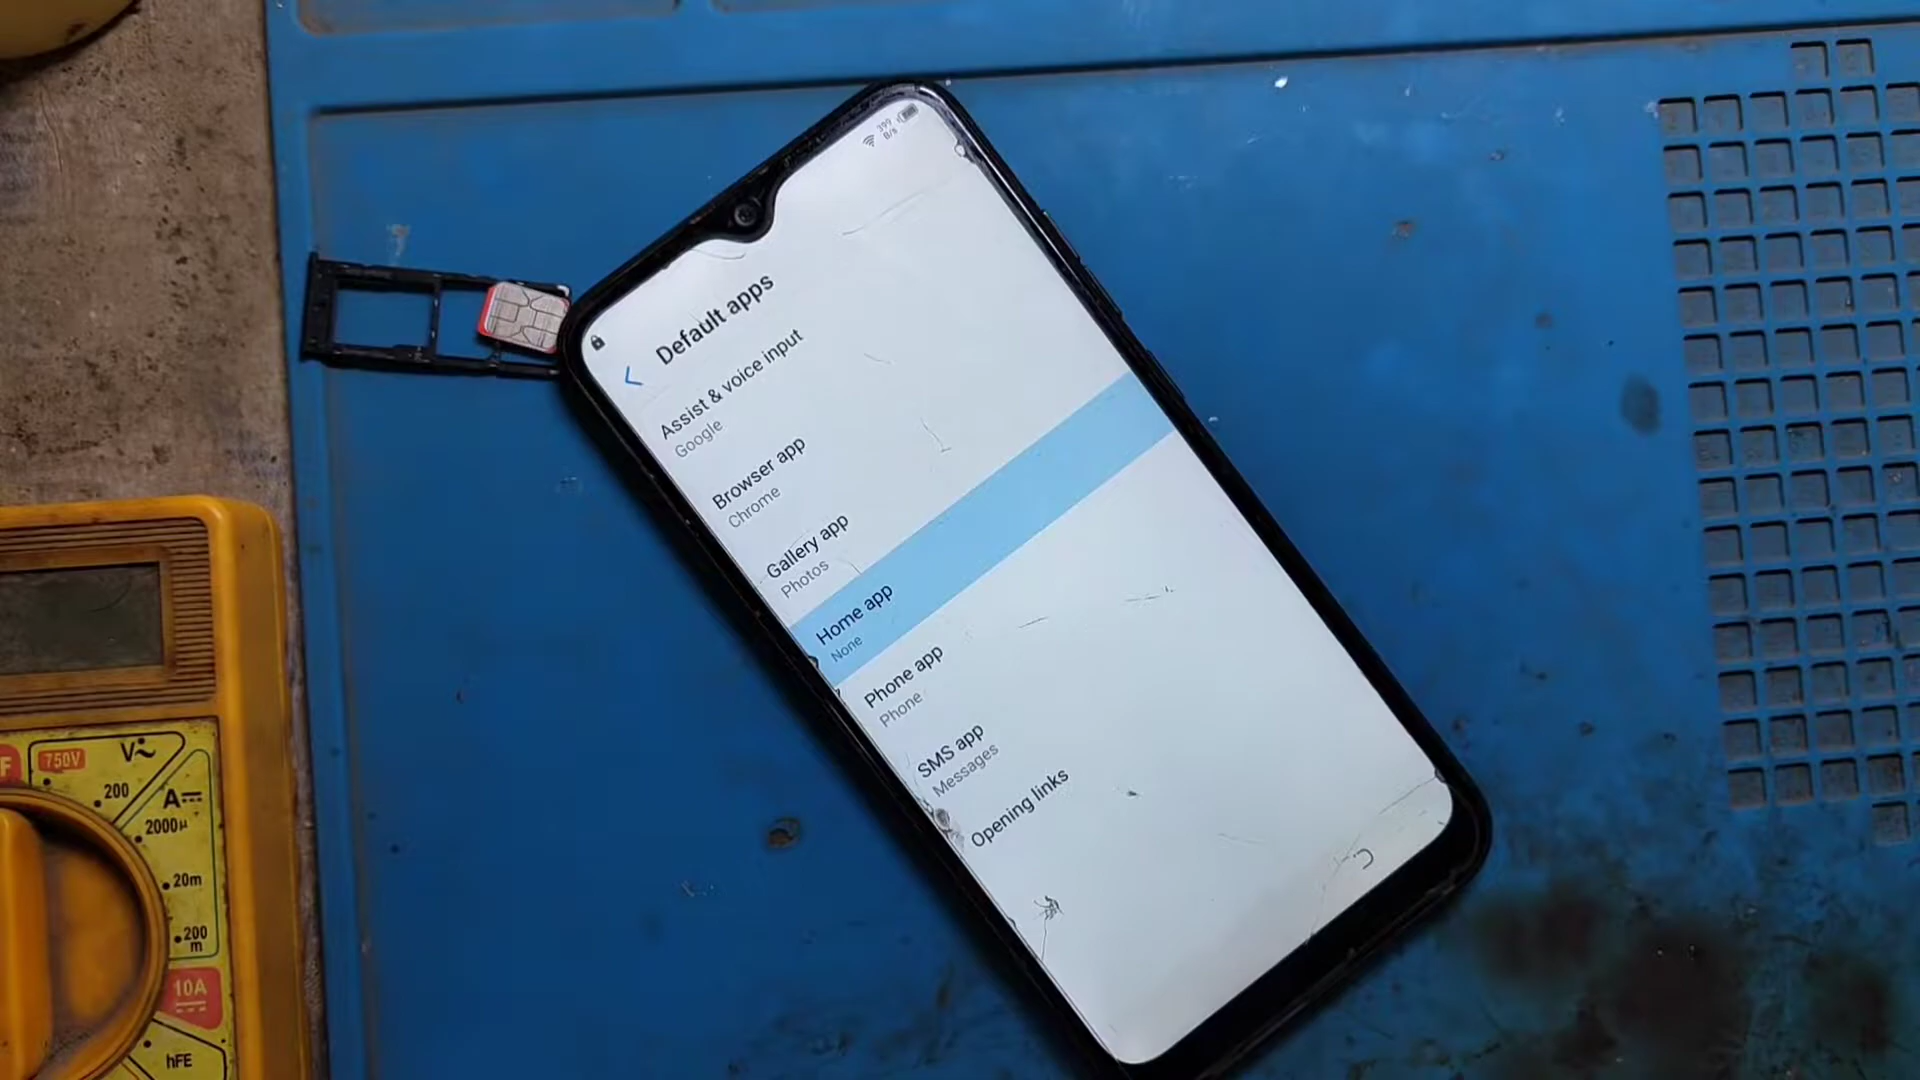 399
B/s
Default apps
Assist & voice input
Google
Browser app
Chrome
Gallery app
Photos
Home app
None
Phone app
Phone
SMS app
Messages
Opening links
F
750V
V~
200
A
2000µ
20m
200
m
10A
hFE